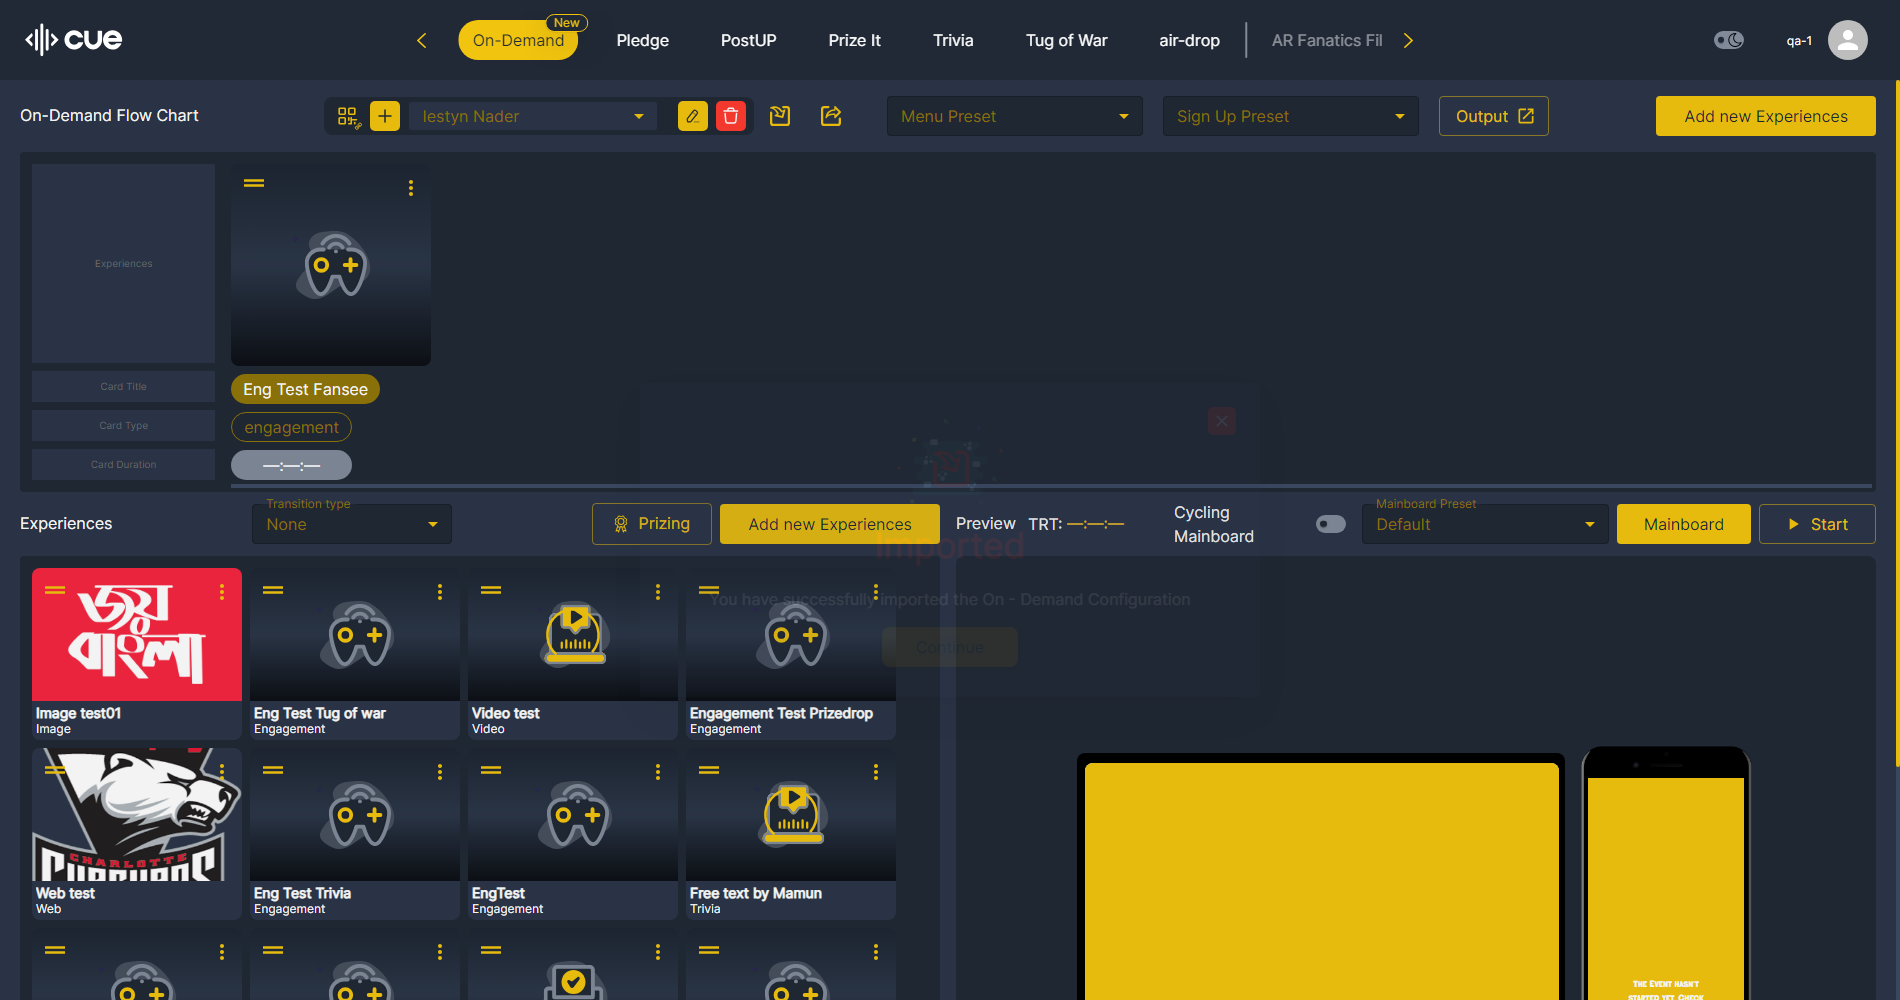 cue
On-Demand
New
Pledge
PostUP
Prize It
Trivia
Tug of War
air-drop
AR Fanatics Fil
qa-1
On-Demand Flow Chart
Iestyn Nader
Menu Preset
Sign Up Preset
Output
Add new Experiences
Experiences
Card Title
Card Type
Card Duration
Eng Test Fansee
engagement
—:—:—
Experiences
Transition type
None
Prizing
Add new Experiences
Preview
TRT: —:—:—
Cycling
Mainboard
Mainboard Preset
Default
Mainboard
Start
Imported
You have successfully imported the On - Demand Configuration
Continue
জয়
বাংলা
Image test01
Image
Eng Test Tug of war
Engagement
Video test
Video
Engagement Test Prizedrop
Engagement
CHARLOTTE
Web test
Web
Eng Test Trivia
Engagement
EngTest
Engagement
Free text by Mamun
Trivia
The Event hasn't
started yet. Check